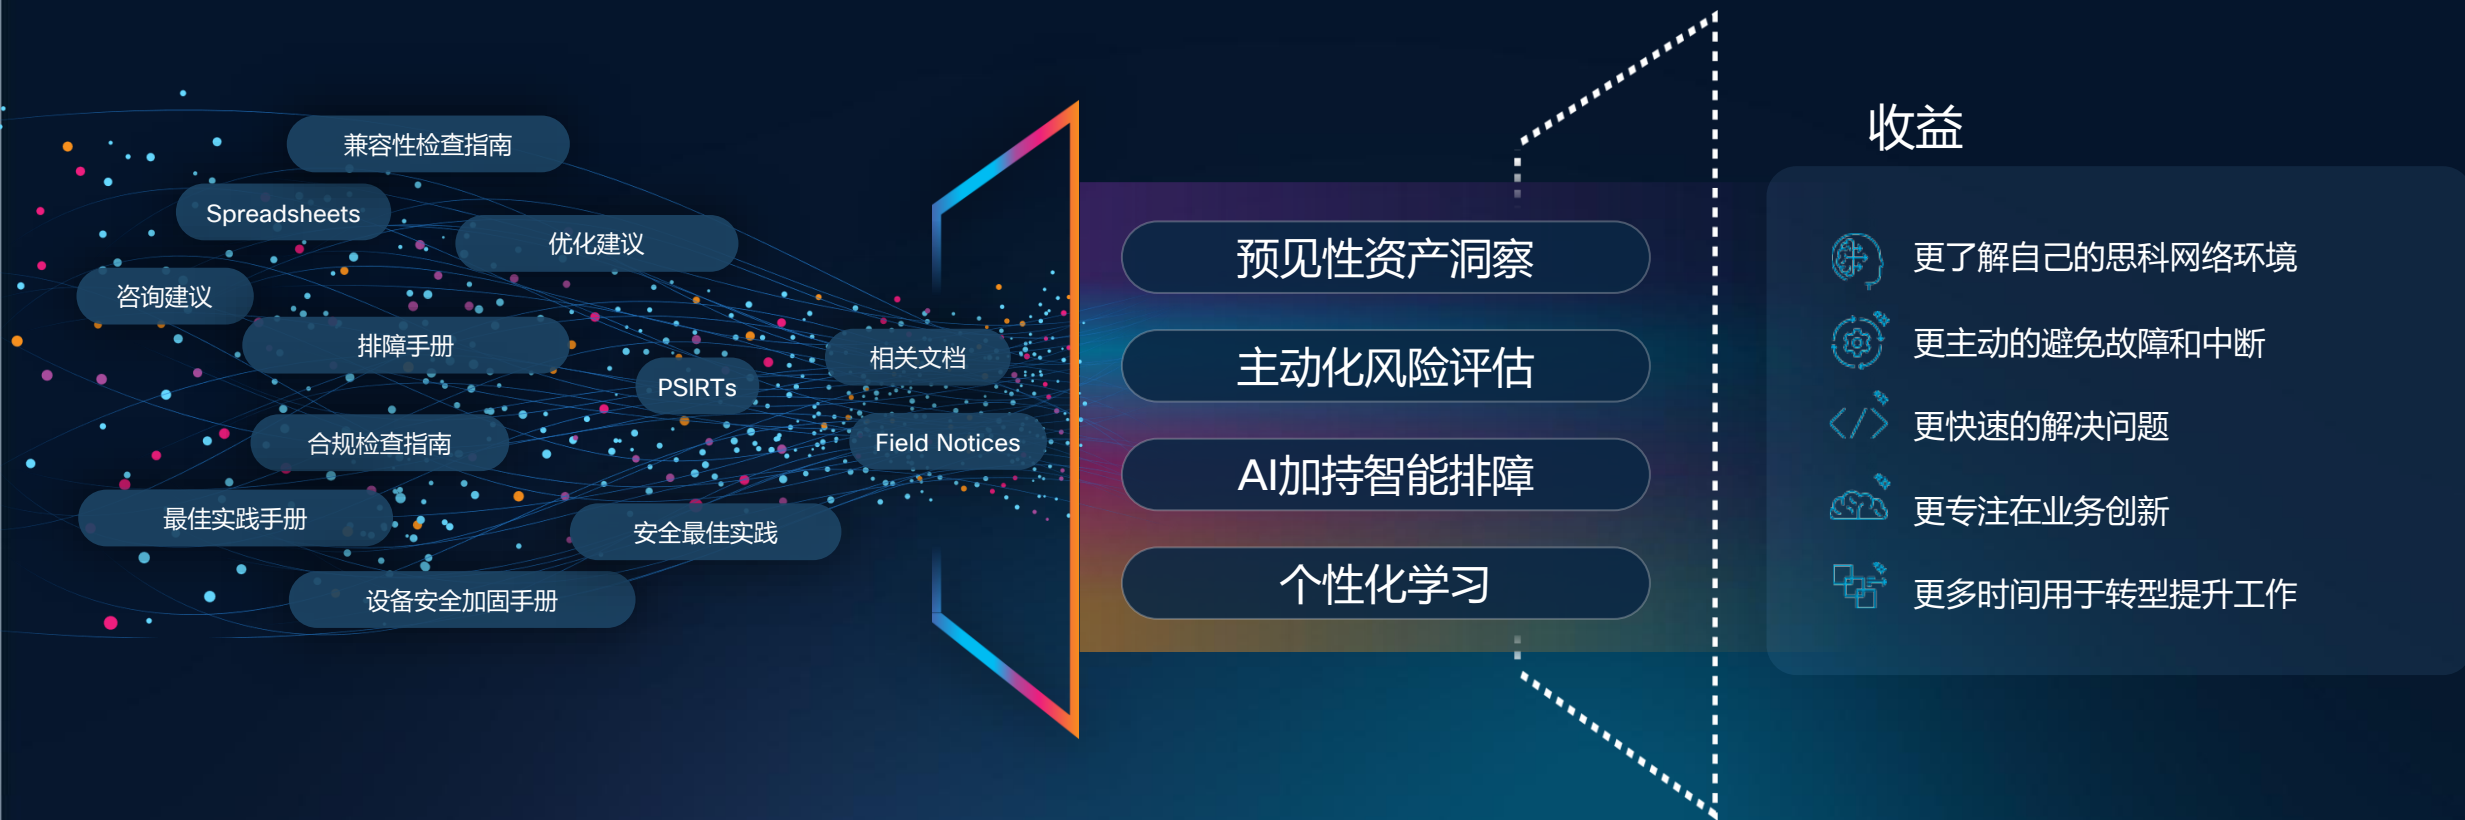 兼容性检查指南
Spreadsheets
优化建议
咨询建议
排障手册
相关文档
PSIRTs
合规检查指南
Field Notices
最佳实践手册
安全最佳实践
设备安全加固手册
预见性资产洞察
主动化风险评估
AI加持智能排障
个性化学习
收益
更了解自己的思科网络环境
更主动的避免故障和中断
更快速的解决问题
更专注在业务创新
更多时间用于转型提升工作